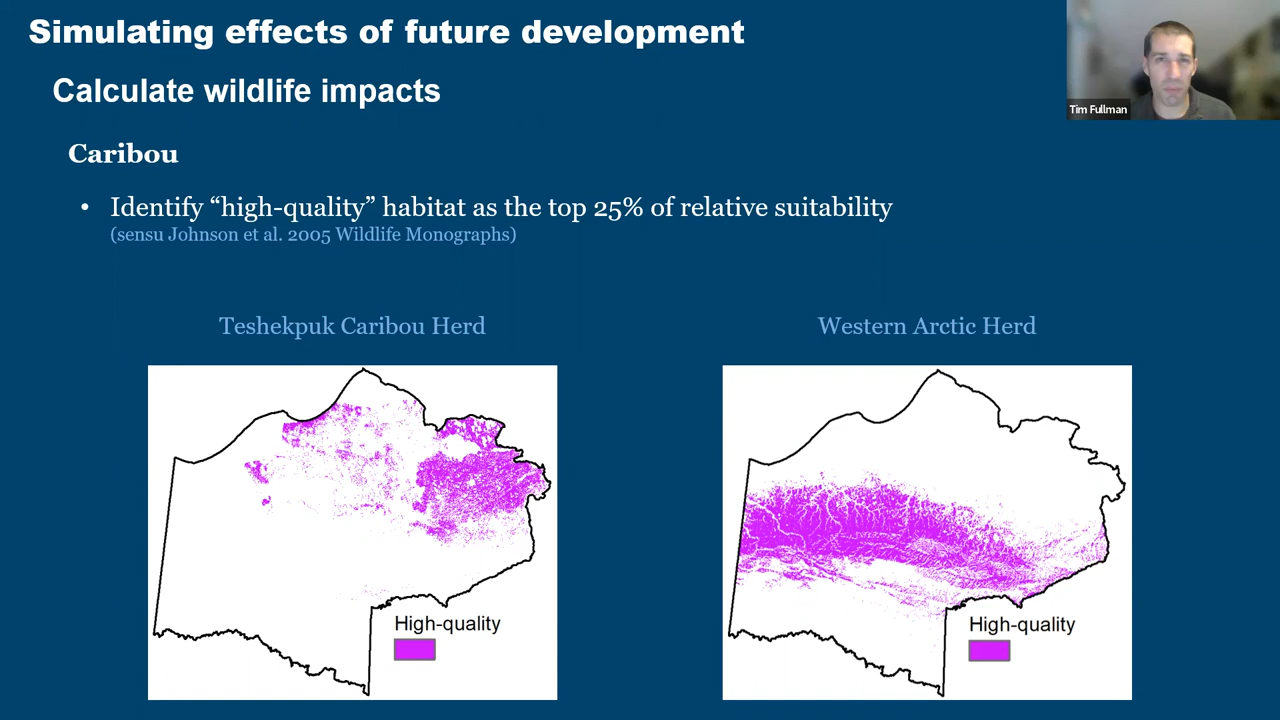 Simulating effects of future development
Calculate wildlife impacts
Tim Fullman
Caribou
• Identify “high-quality” habitat as the top 25% of relative suitability
(sensu Johnson et al. 2005 Wildlife Monographs)
Teshekpuk Caribou Herd
Western Arctic Herd
High-quality
High-quality